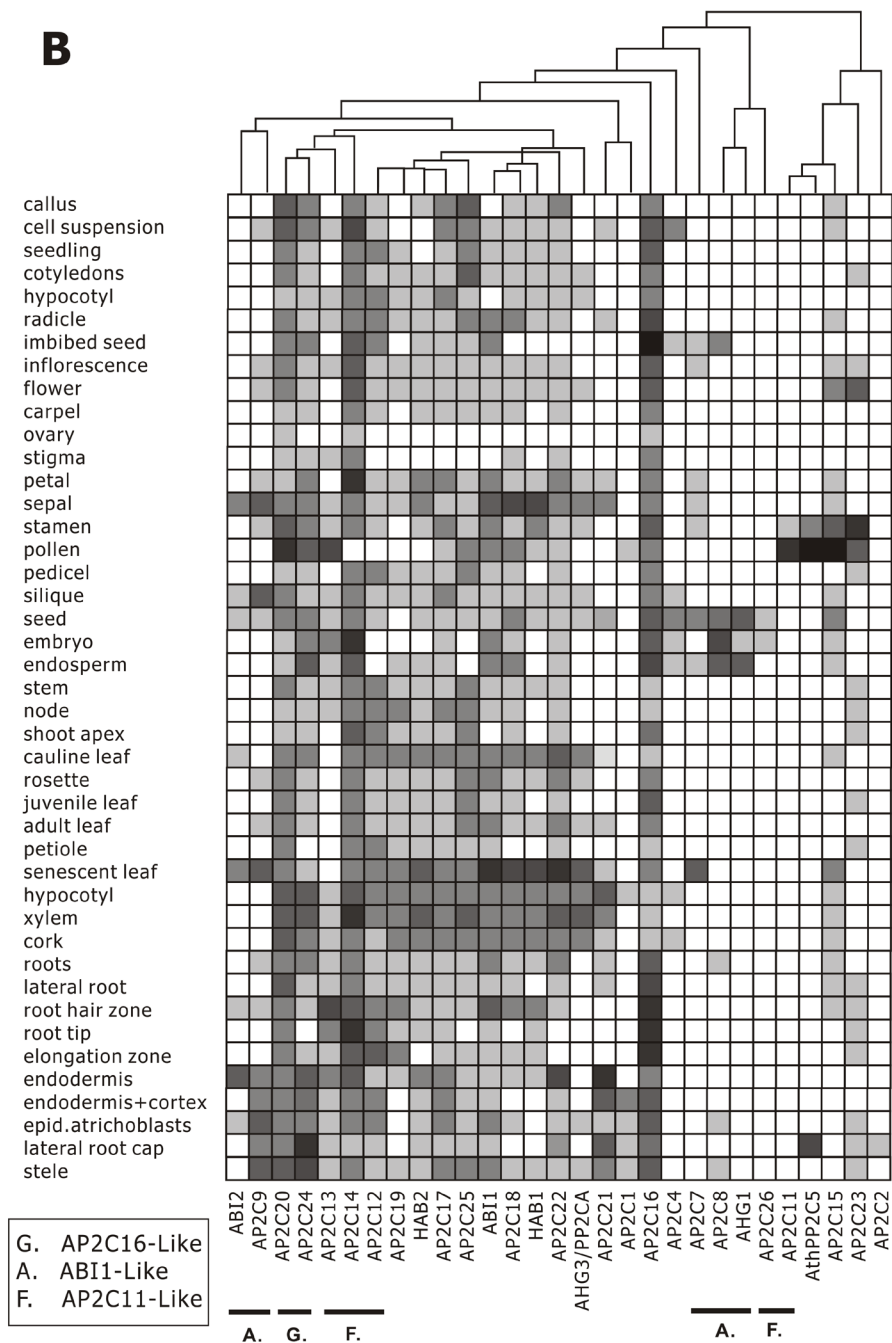 B
callus
cell suspension
seedling
cotyledons
hypocotyl
radicle
imbibed seed
inflorescence
flower
carpel
ovary
stigma
petal
sepal
stamen
pollen
pedicel
silique
seed
embryo
endosperm
stem
node
shoot apex
cauline leaf
rosette
juvenile leaf
adult leaf
petiole
senescent leaf
hypocotyl
xylem
cork
roots
lateral root
root hair zone
root tip
elongation zone
endodermis
endodermis+cortex
epid.atrichoblasts
lateral root cap
stele
ABI2
AP2C9
AP2C20
AP2C24
AP2C13
AP2C14
AP2C12
AP2C19
HAB2
AP2C17
AP2C25
ABI1
AP2C18
HAB1
AP2C22
AHG3/PP2CA
AP2C21
AP2C1
AP2C16
AP2C4
AP2C7
AP2C8
AHG1
AP2C26
AP2C11
AthPP2C5
AP2C15
AP2C23
AP2C2
G. AP2C16-Like
A. ABI1-Like
F. AP2C11-Like
A. G. F. A. F.